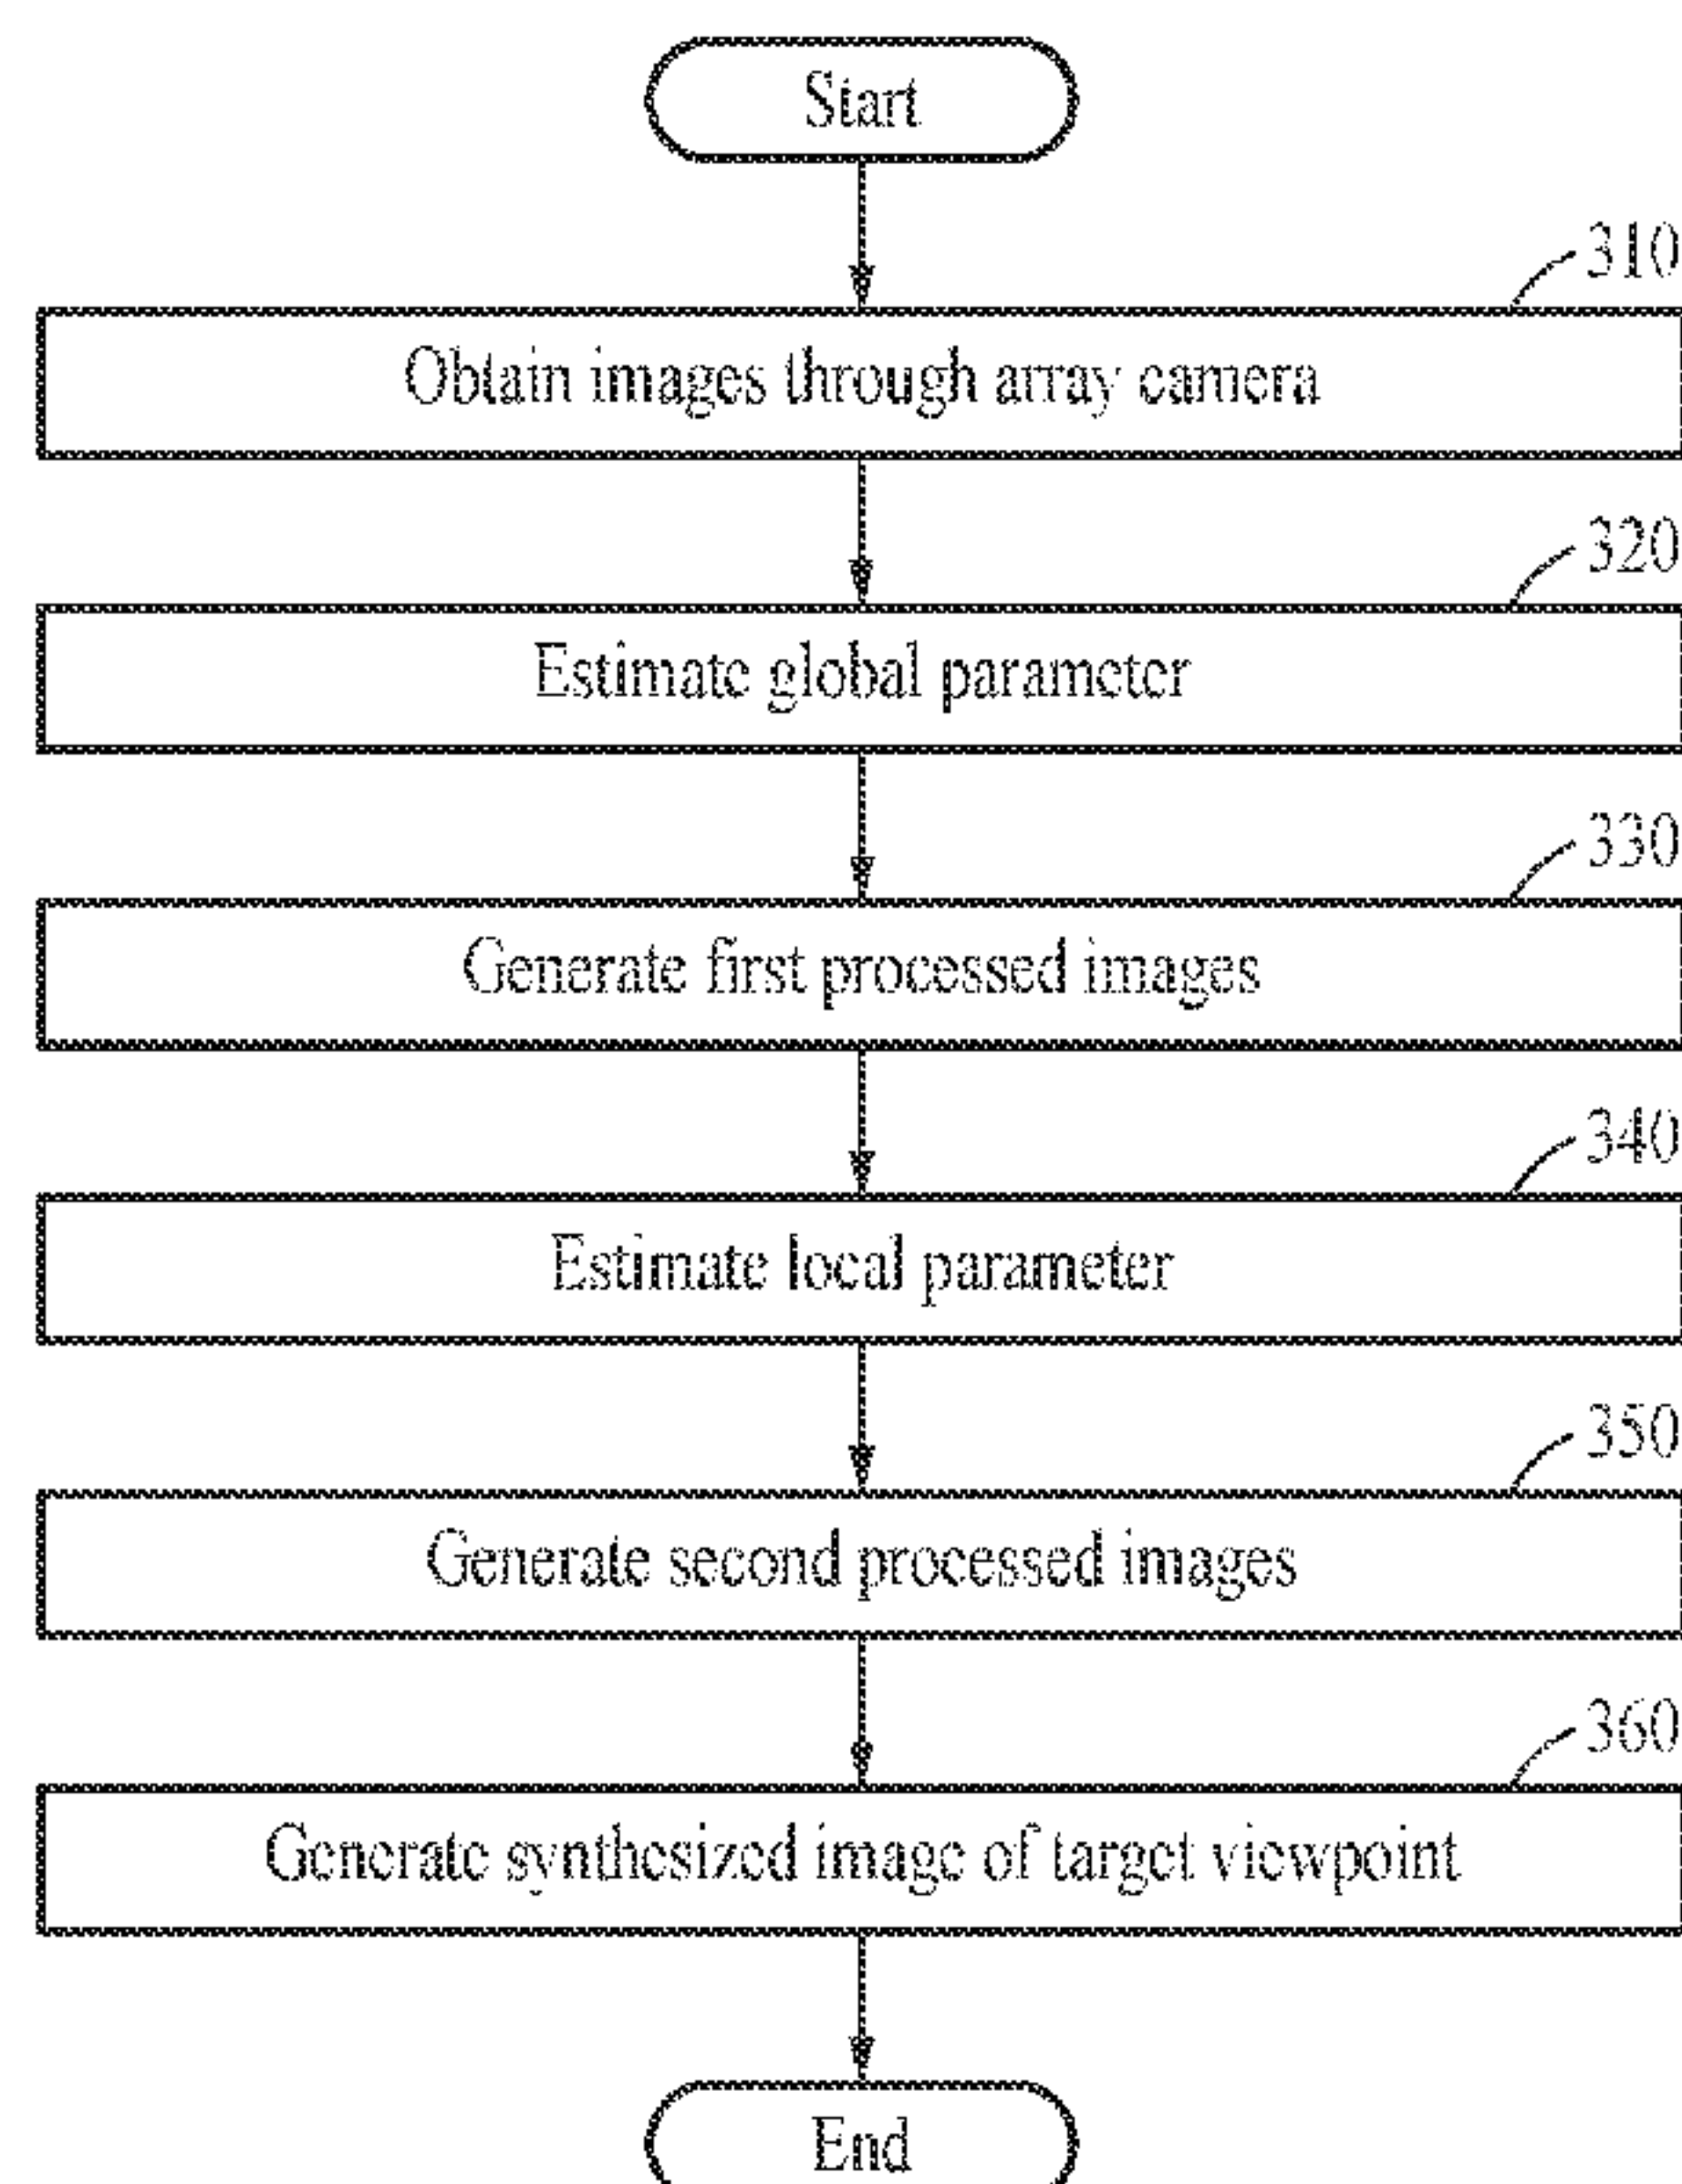 Start
310
Obtain images through array camera
320
Estimate global parameter
330
Generate first processed images
340
Estimate local parameter
350
Generate second processed images
360
Generate synthesized image of target viewpoint
End